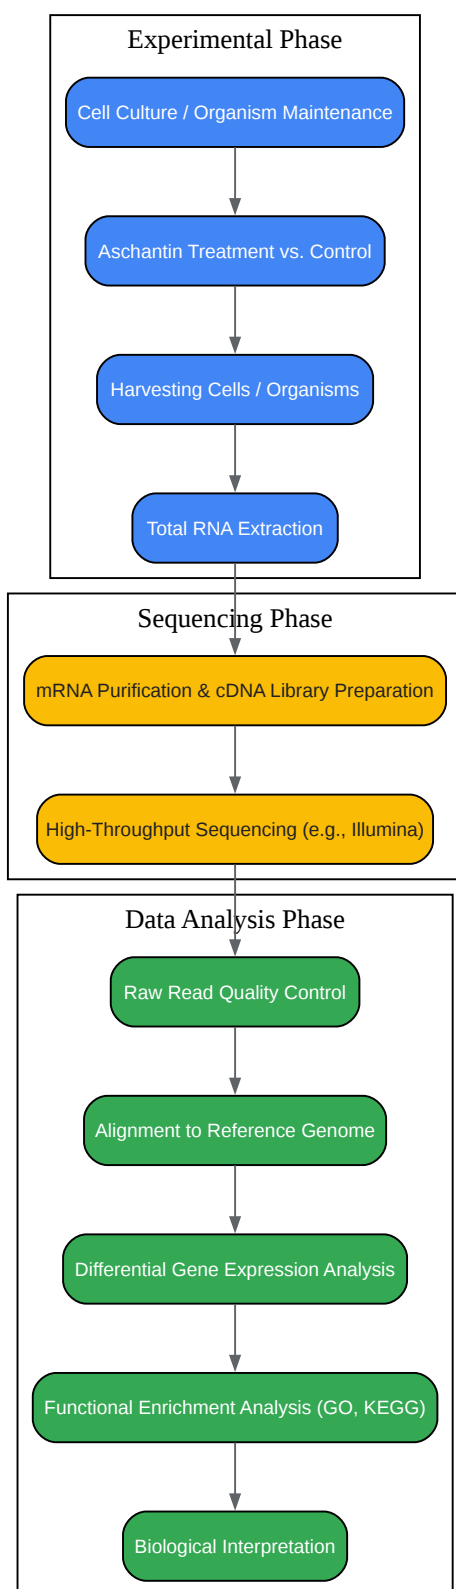 Experimental Phase
Cell Culture / Organism Maintenance
Aschantin Treatment vs. Control
Harvesting Cells / Organisms
Total RNA Extraction
Sequencing Phase
mRNA Purification & cDNA Library Preparation
High-Throughput Sequencing (e.g., Illumina)
Data Analysis Phase
Raw Read Quality Control
Alignment to Reference Genome
Differential Gene Expression Analysis
Functional Enrichment Analysis (GO, KEGG)
Biological Interpretation